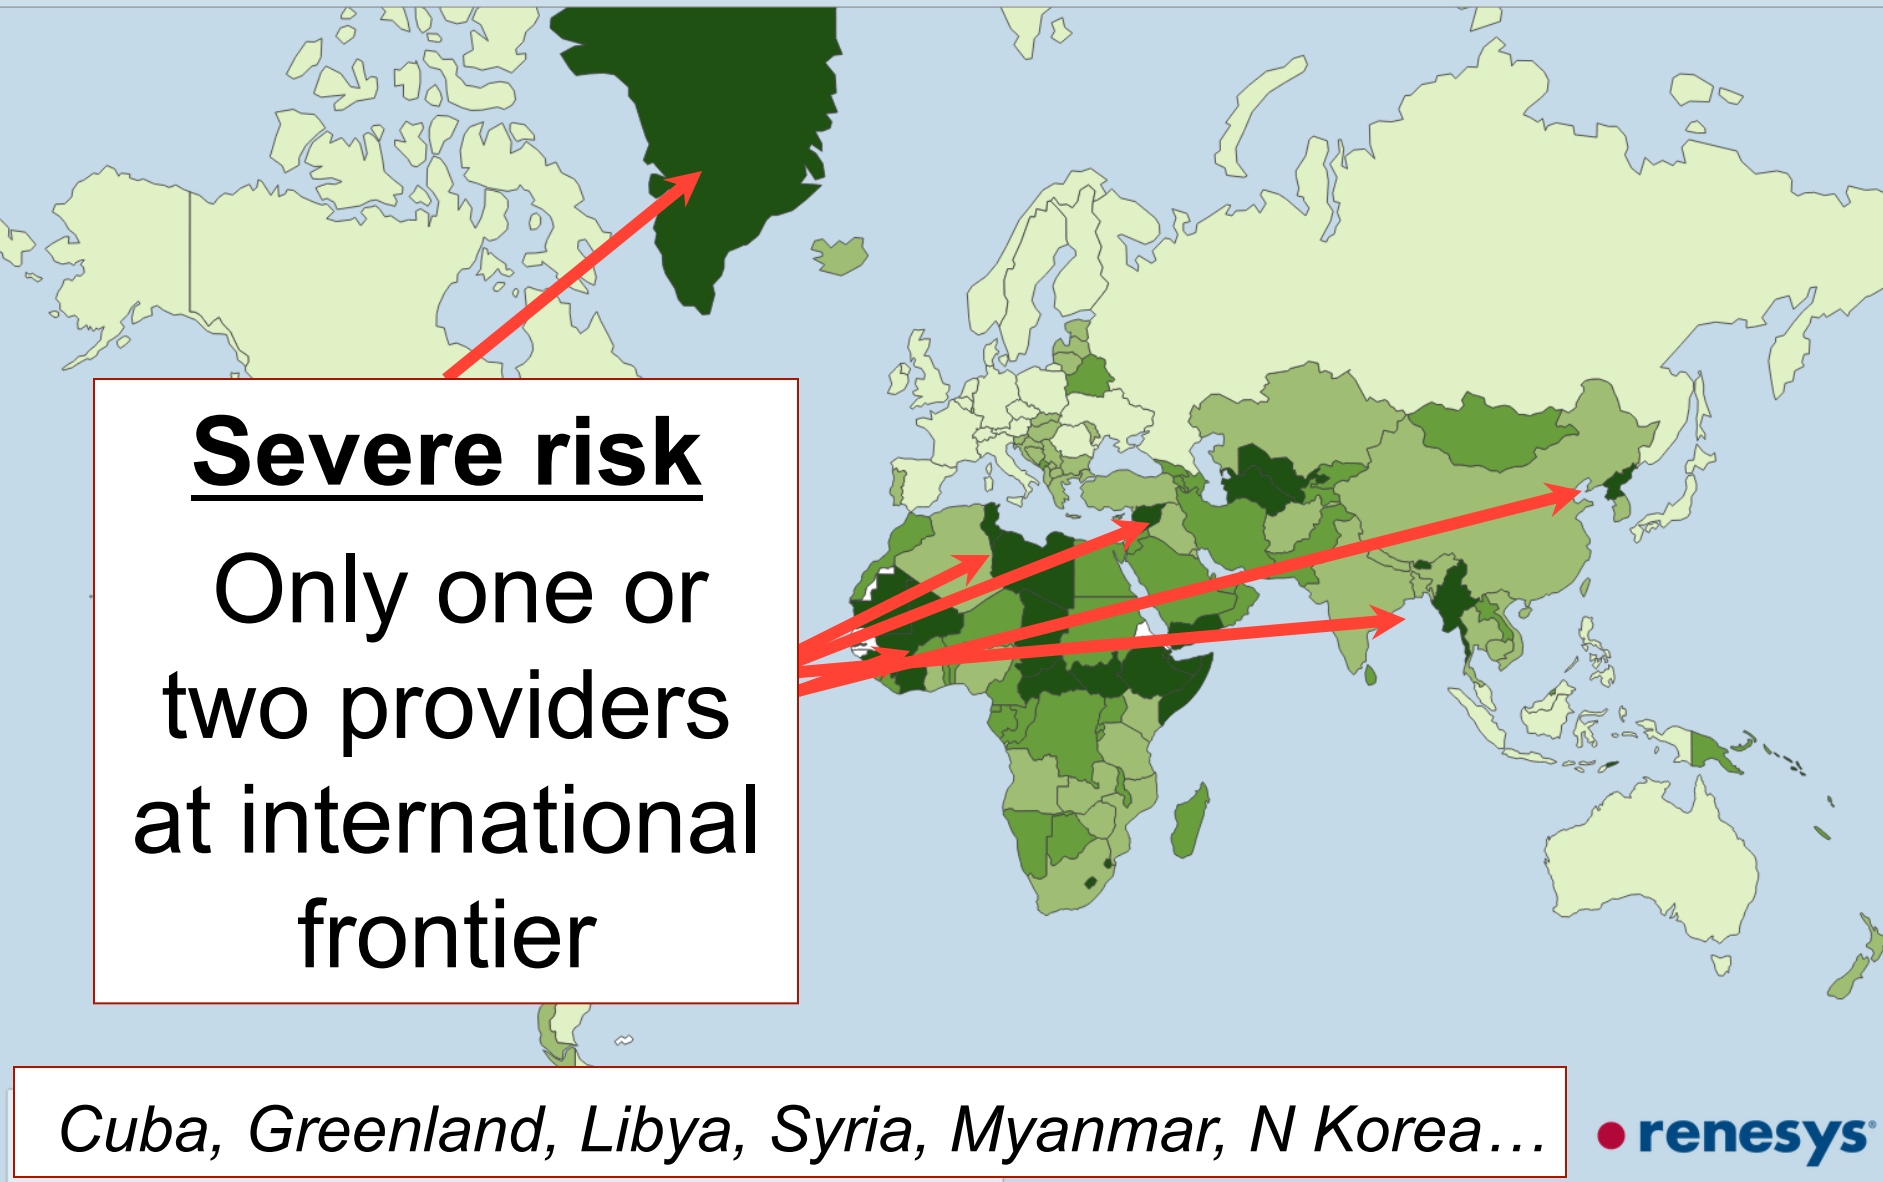 Severe risk
Only one or
two providers
at international
frontier
Cuba, Greenland, Libya, Syria, Myanmar, N Korea…
renesys